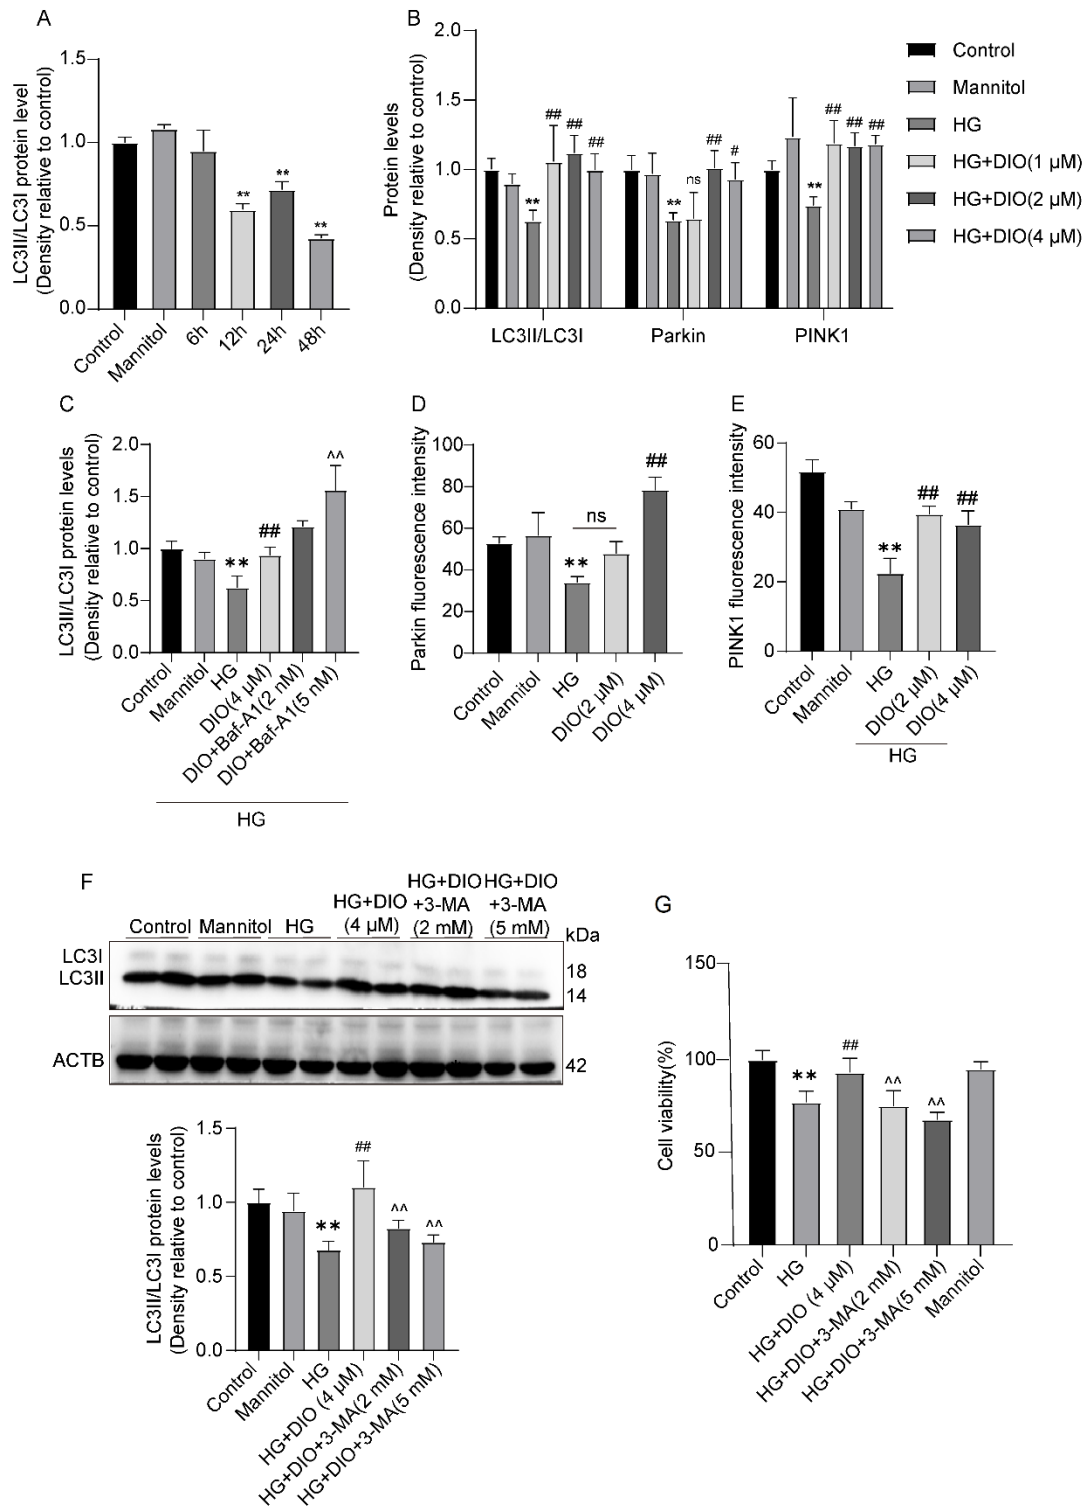 A
LC3II/LC3I protein level
(Density relative to control)
1.5
1.0
0.5
0.0
**
**
**
Control
Mannitol
6h
12h
24h
48h
B
Protein levels
(Density relative to control)
2.0
1.5
1.0
0.5
0.0
**
##
##
##
**
ns
##
#
**
##
##
##
LC3II/LC3I
Parkin
PINK1
Control
Mannitol
HG
HG+DIO(1 μM)
HG+DIO(2 μM)
HG+DIO(4 μM)
C
LC3II/LC3I protein levels
(Density relative to control)
2.0
1.5
1.0
0.5
0.0
**
##
^^
Control
Mannitol
HG
DIO(4 μM)
DIO+Baf-A1(2 nM)
DIO+Baf-A1(5 nM)
HG
D
Parkin fluorescence intensity
100
80
60
40
20
0
**
ns
##
Control
Mannitol
HG
DIO(2 μM)
DIO(4 μM)
E
PINK1 fluorescence intensity
60
40
20
0
**
##
##
Control
Mannitol
HG
DIO(2 μM)
DIO(4 μM)
HG
F
Control
Mannitol
HG
HG+DIO
(4 μM)
HG+DIO
+3-MA
(2 mM)
HG+DIO
+3-MA
(5 mM)
kDa
LC3I
LC3II
18
14
ACTB
42
LC3II/LC3I protein levels
(Density relative to control)
1.5
1.0
0.5
0.0
**
##
^^
^^
Control
Mannitol
HG
HG+DIO (4 μM)
HG+DIO+3-MA(2 mM)
HG+DIO+3-MA(5 mM)
G
Cell viability(%)
150
100
50
0
**
##
^^
^^
Control
HG
HG+DIO (4 μM)
HG+DIO+3-MA(2 mM)
HG+DIO+3-MA(5 mM)
Mannitol